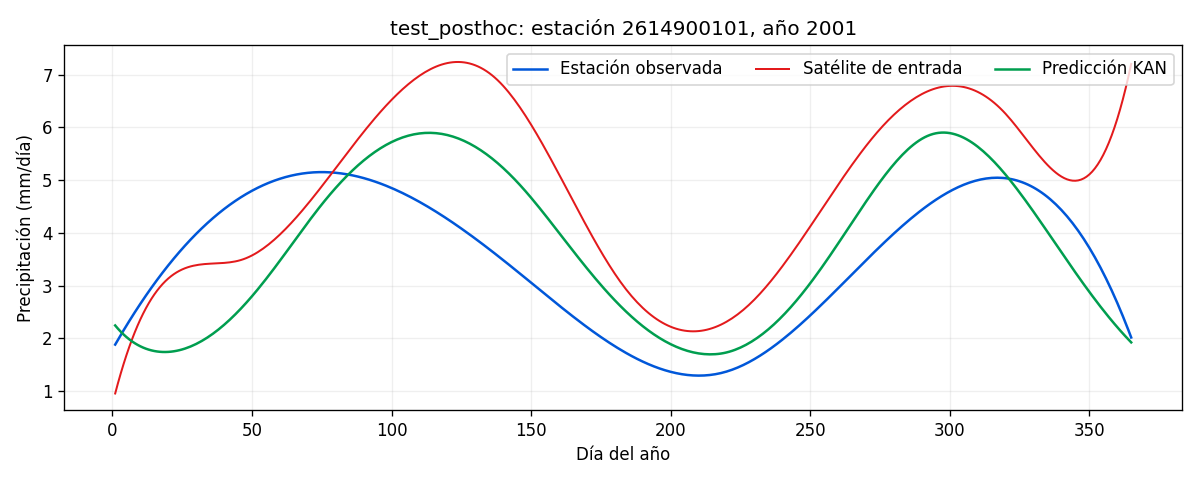 test_posthoc: estación 2614900101, año 2001
Estación observada
Satélite de entrada
Predicción KAN
Precipitación (mm/día)
7
6
5
4
3
2
1
0
50
100
150
200
250
300
350
Día del año